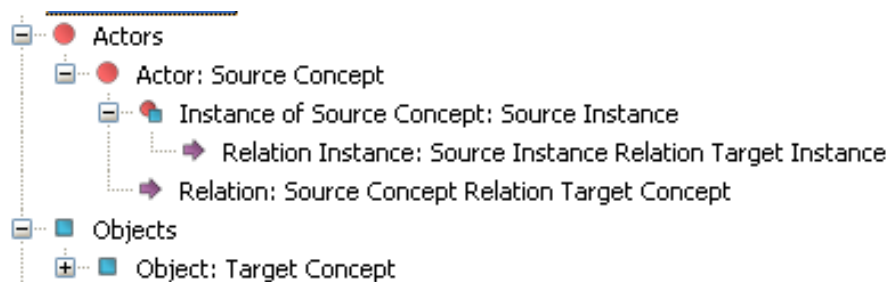 Actors
Actor: Source Concept
Instance of Source Concept: Source Instance
Relation Instance: Source Instance Relation Target Instance
Relation: Source Concept Relation Target Concept
Objects
Object: Target Concept